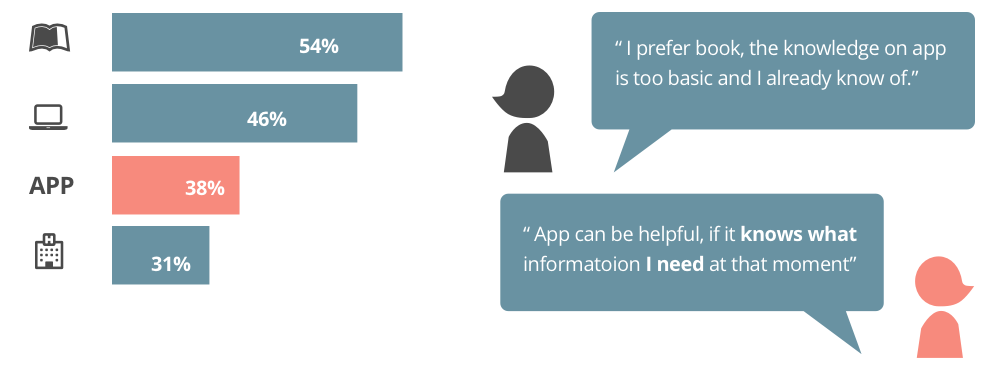 54%
46%
APP 38%
31%
“ I prefer book, the knowledge on app
is too basic and I already know of.”
“ App can be helpful, if it knows what
informatoion I need at that moment”